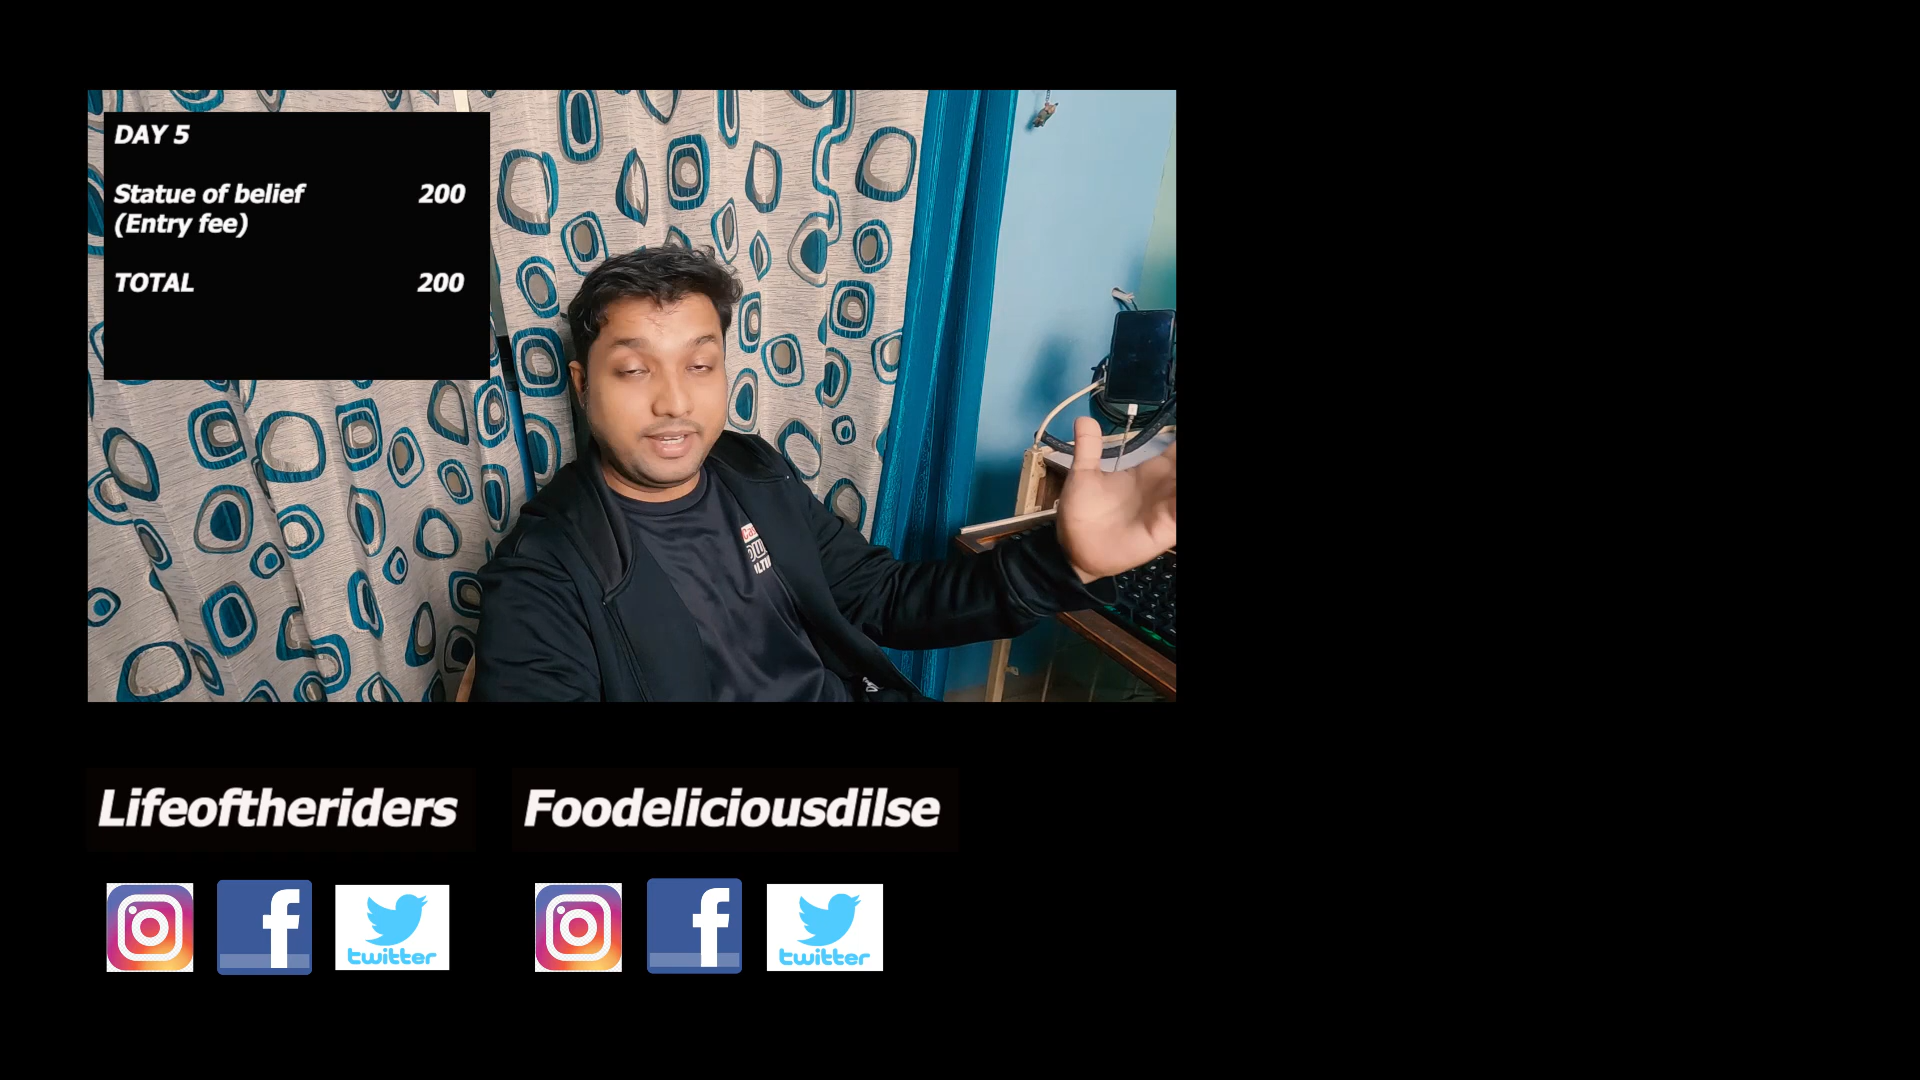 DAY 5
Statue of belief 200
(Entry fee)
TOTAL 200
Lifeoftheriders Foodeliciousdilse
twitter twitter